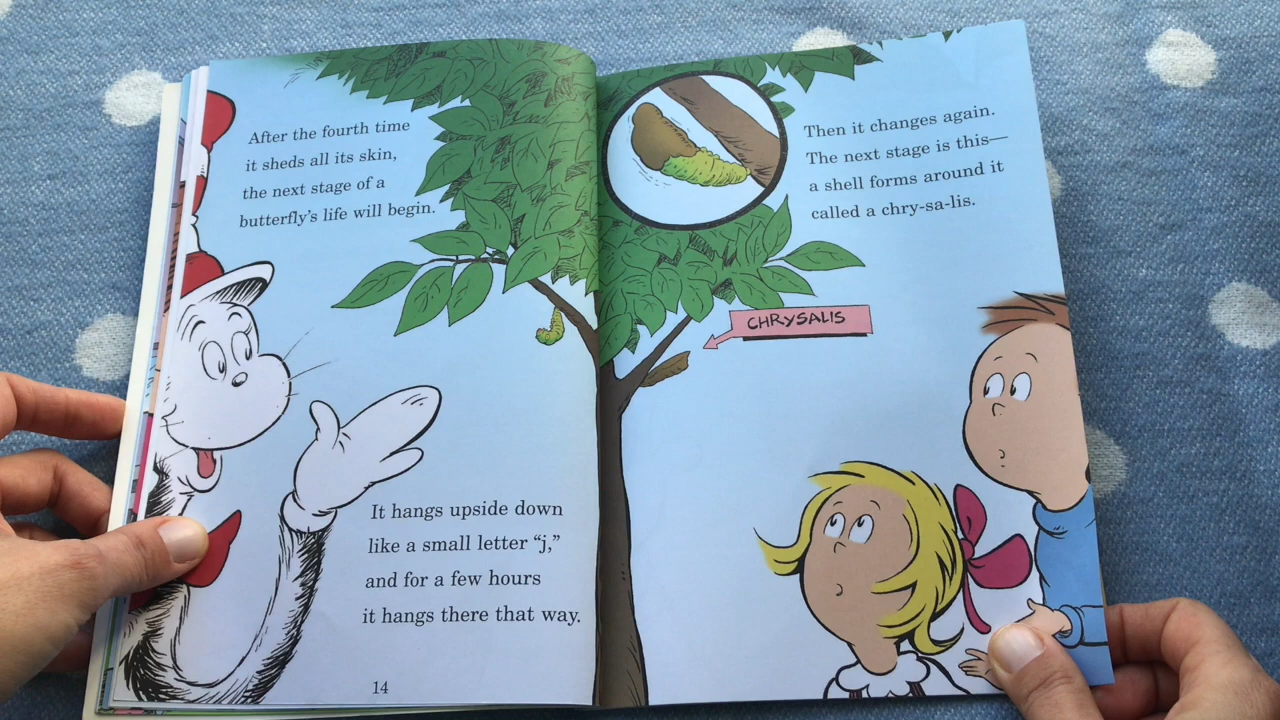 After the fourth time
it sheds all its skin,
the next stage of a
butterfly's life will begin.
It hangs upside down
like a small letter “j,”
and for a few hours
it hangs there that way.
14
Then it changes again.
The next stage is this—
a shell forms around it
called a chry-sa-lis.
CHRYSALIS